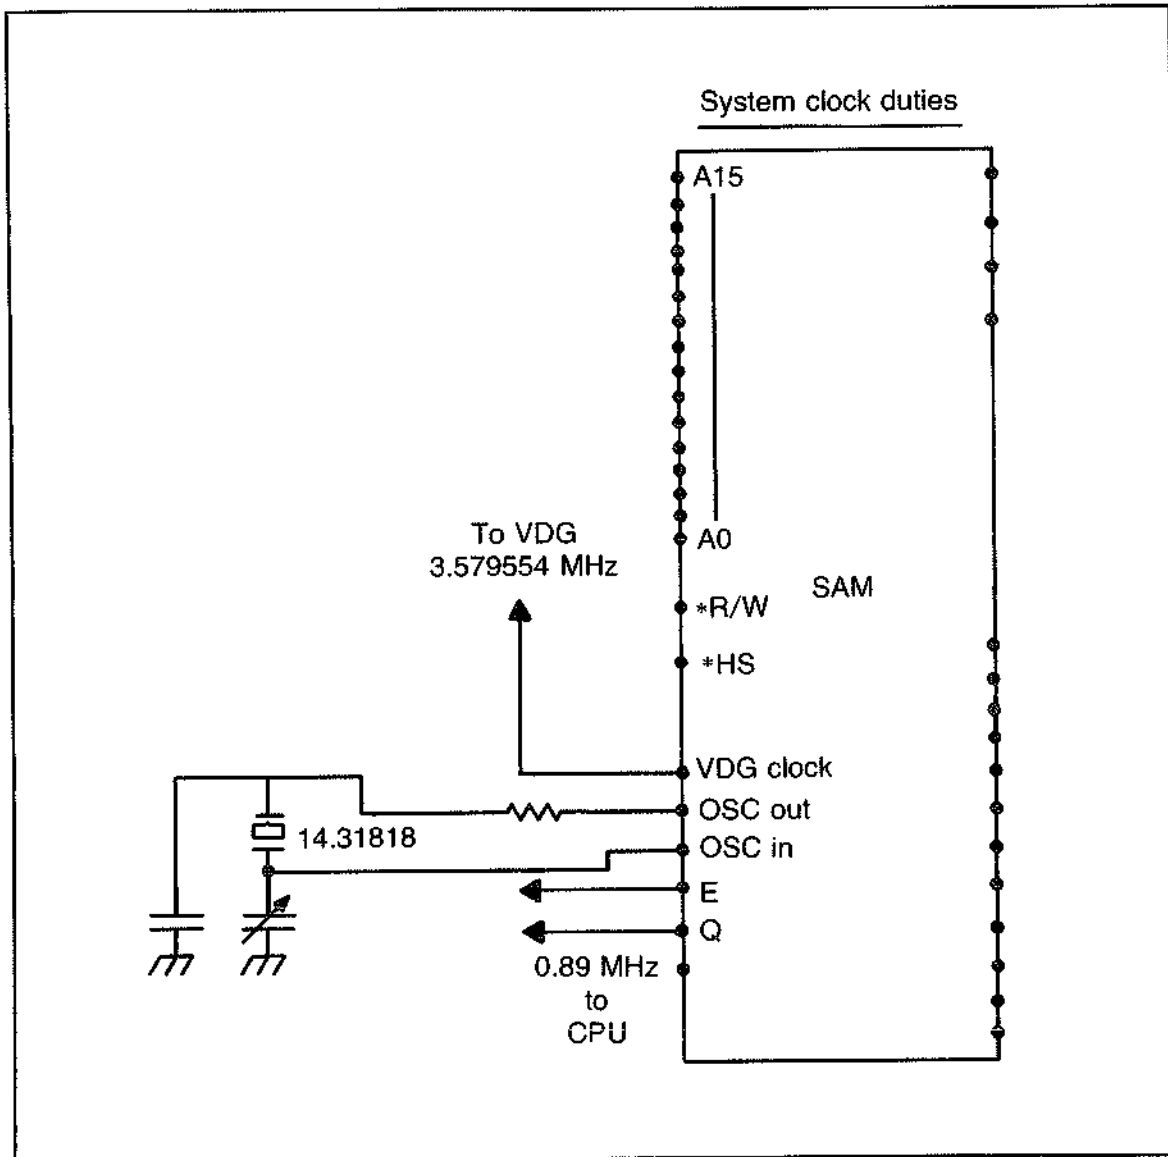 System clock duties
A15
A0
To VDG
3.579554 MHz
SAM
*R/W
*HS
VDG clock
OSC out
14.31818
OSC in
E
Q
0.89 MHz
to
CPU